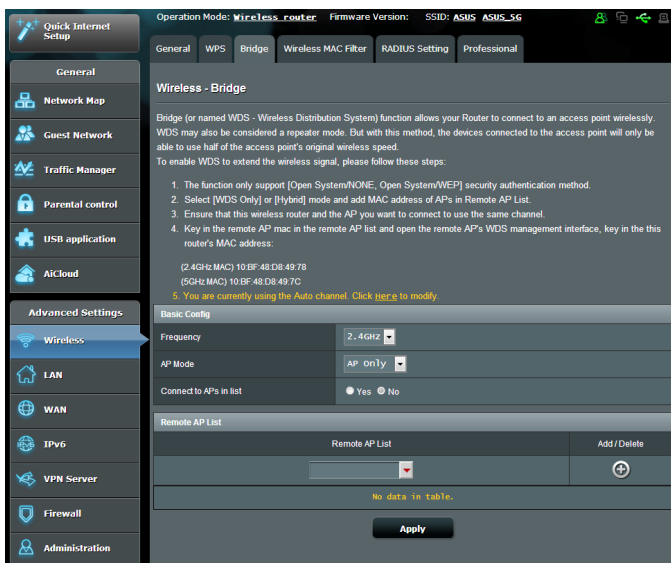 Quick Internet
Setup
General
Network Map
Guest Network
Traffic Manager
Parental control
USB application
AiCloud
Advanced Settings
Wireless
LAN
WAN
IPv6
VPN Server
Firewall
Administration
Operation Mode: Wireless router Firmware Version: SSID: ASUS ASUS_5G
General WPS Bridge Wireless MAC Filter RADIUS Setting Professional
Wireless - Bridge
Bridge (or named WDS - Wireless Distribution System) function allows your Router to connect to an access point wirelessly.
WDS may also be considered a repeater mode. But with this method, the devices connected to the access point will only be
able to use half of the access point's original wireless speed.
To enable WDS to extend the wireless signal, please follow these steps:
1. The function only support [Open System/NONE, Open System/WEP] security authentication method.
2. Select [WDS Only] or [Hybrid] mode and add MAC address of APs in Remote AP List.
3. Ensure that this wireless router and the AP you want to connect to use the same channel.
4. Key in the remote AP mac in the remote AP list and open the remote AP's WDS management interface, key in the this
router's MAC address:
(2.4GHz MAC) 10:BF:48:D8:49:78
(5GHz MAC) 10:BF:48:D8:49:7C
5. You are currently using the Auto channel. Click Here to modify.
Basic Config
Frequency 2.4GHz
AP Mode AP Only
Connect to APs in list Yes No
Remote AP List
Remote AP List Add / Delete
No data in table.
Apply